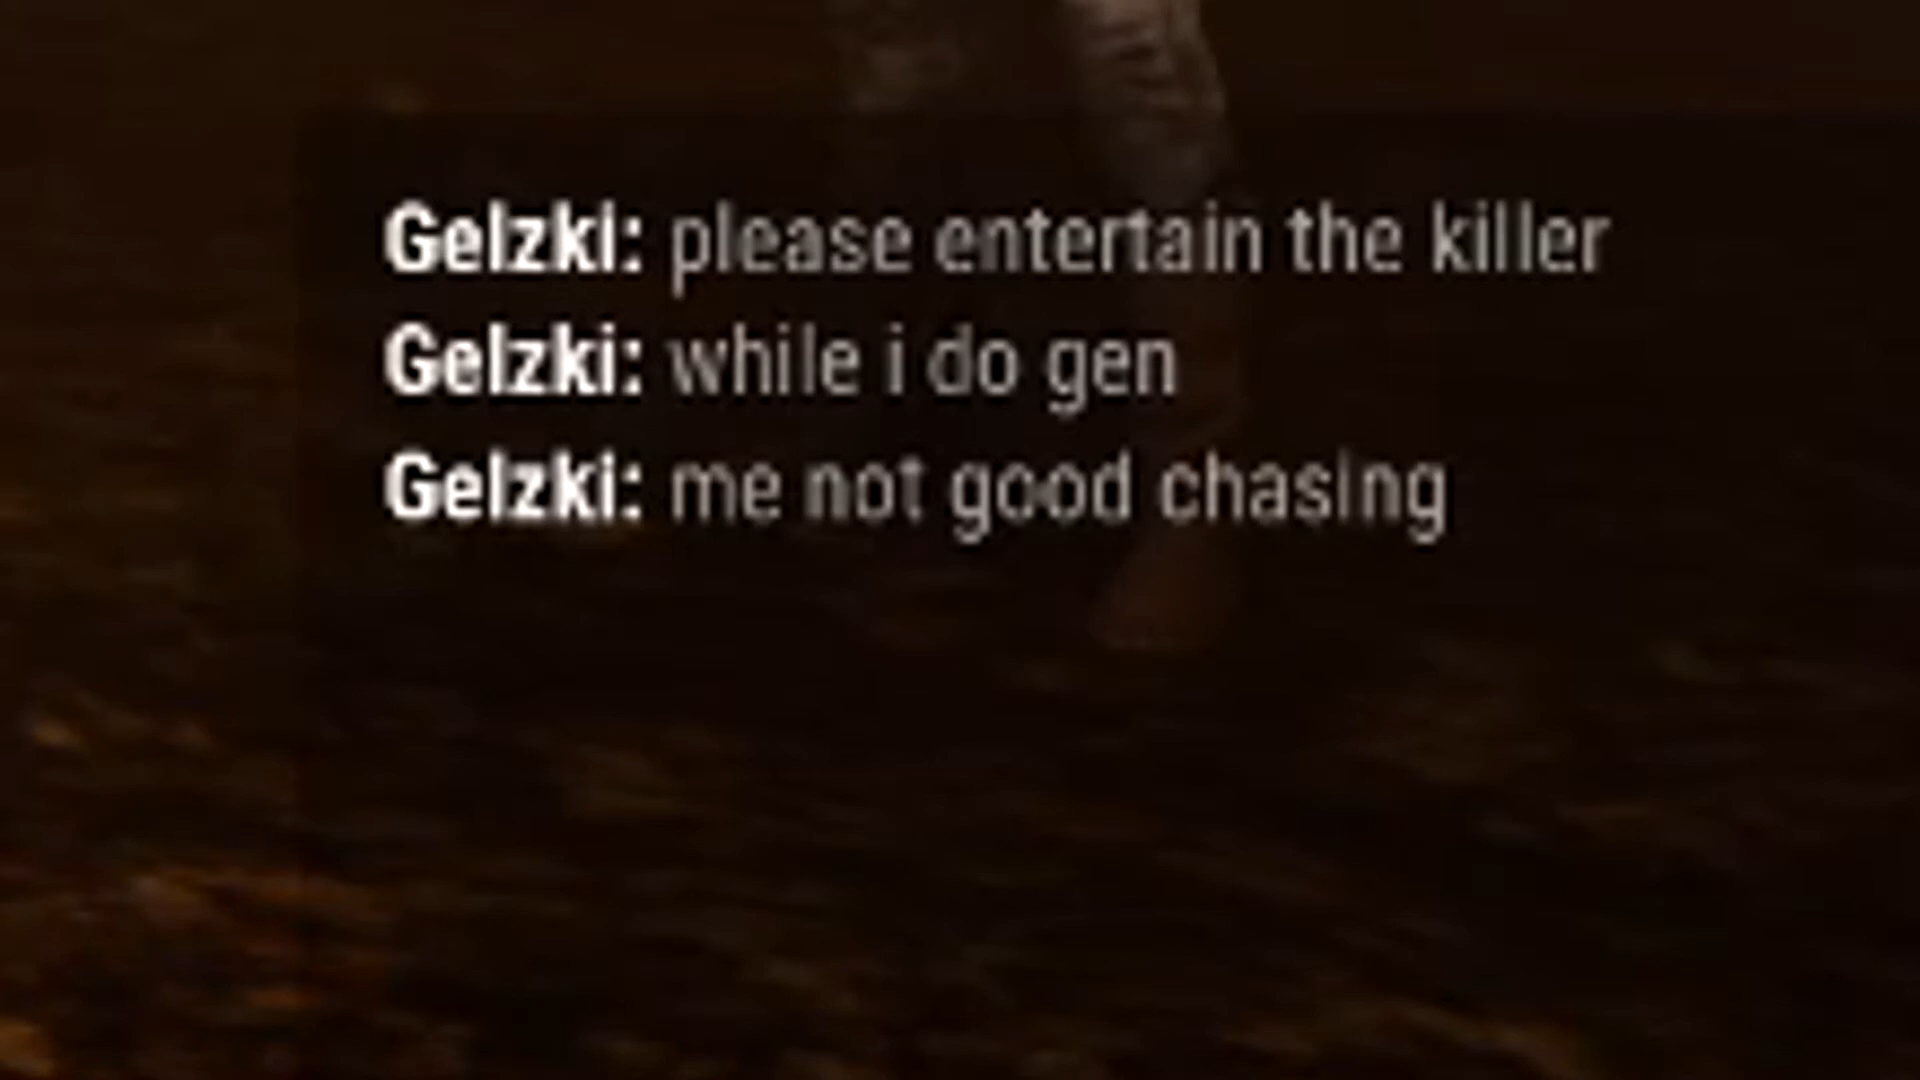 Gelzki: please entertain the killer
Gelzki: while i do gen
Gelzki: me not good chasing